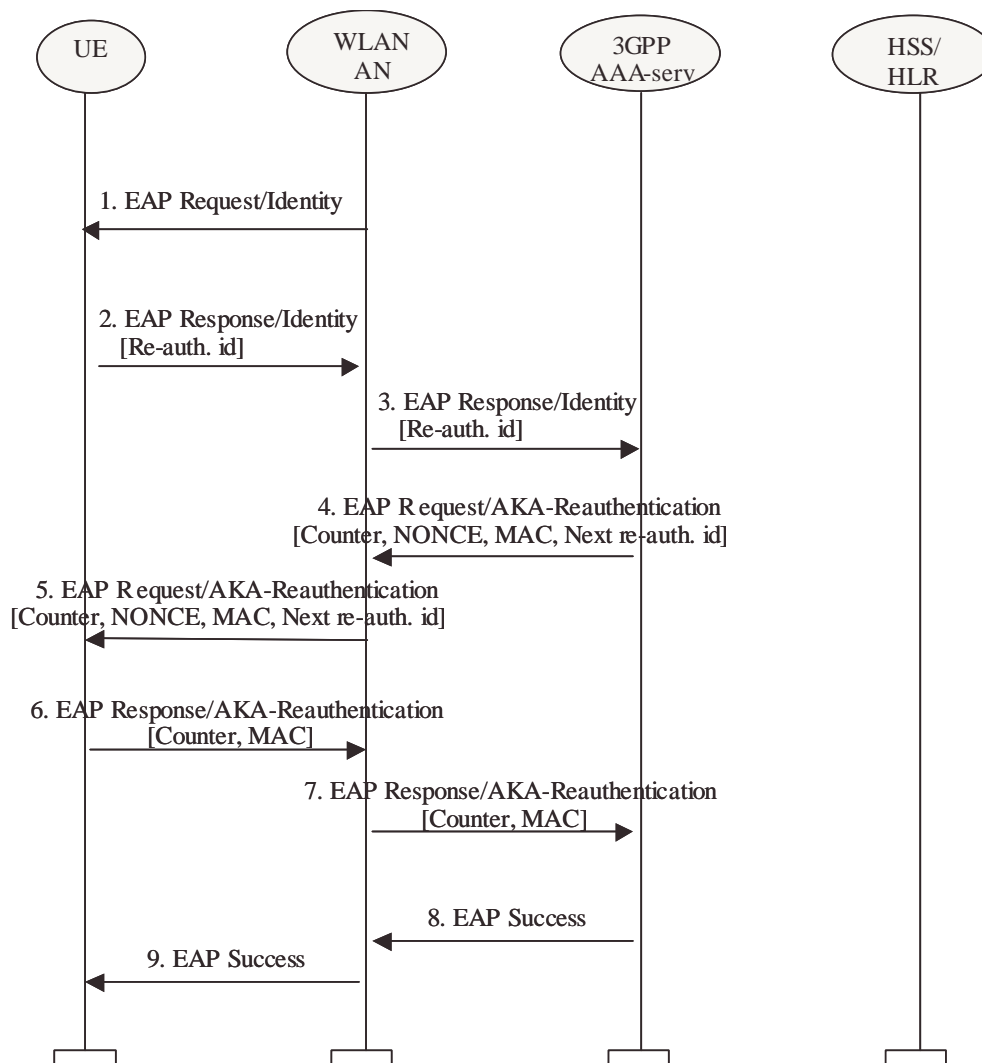 UE
WLAN
AN
3GPP
AAA-serv
HSS/
HLR
1. EAP Request/Identity
2. EAP Response/Identity
[Re-auth. id]
3. EAP Response/Identity
[Re-auth. id]
4. EAP Request/AKA-Reauthentication
[Counter, NONCE, MAC, Next re-auth. id]
5. EAP Request/AKA-Reauthentication
[Counter, NONCE, MAC, Next re-auth. id]
6. EAP Response/AKA-Reauthentication
[Counter, MAC]
7. EAP Response/AKA-Reauthentication
[Counter, MAC]
8. EAP Success
9. EAP Success